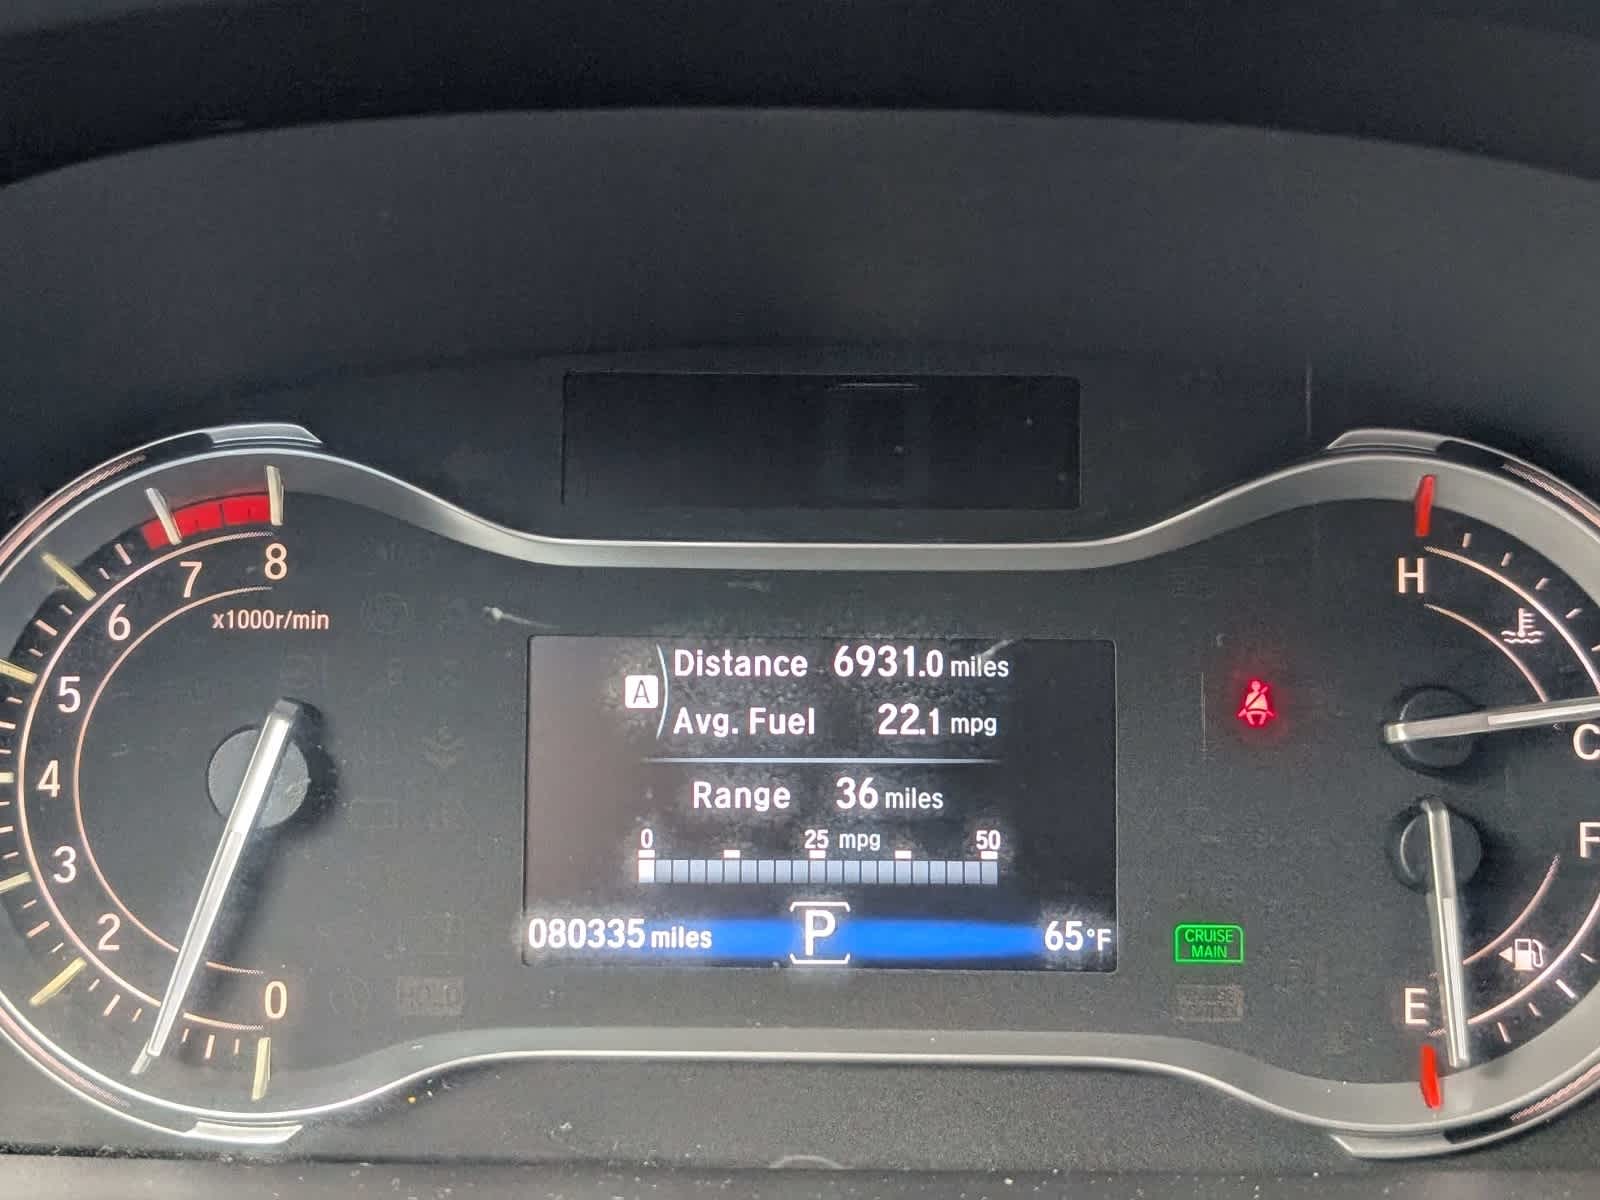 8
7
x1000r/min
6
5
4
3
2
0
A
Distance 6931.0 miles
Avg. Fuel 22.1 mpg
Range 36 miles
0 25 mpg 50
080335 miles P 65°F
CRUISE
MAIN
HOLD
H
C
F
E